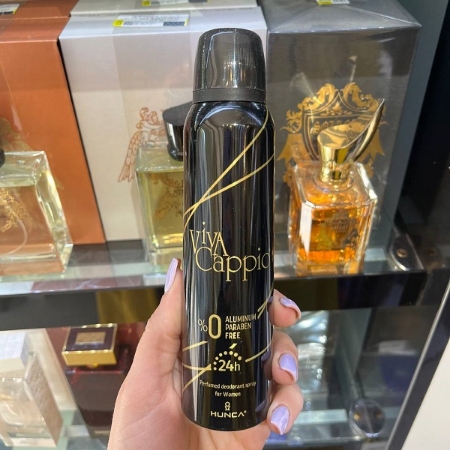 VIVA
Cappio
%0 ALUMINUM
PARABEN
FREE
24h
Perfumed deodorant spray
for Women
HUNCA